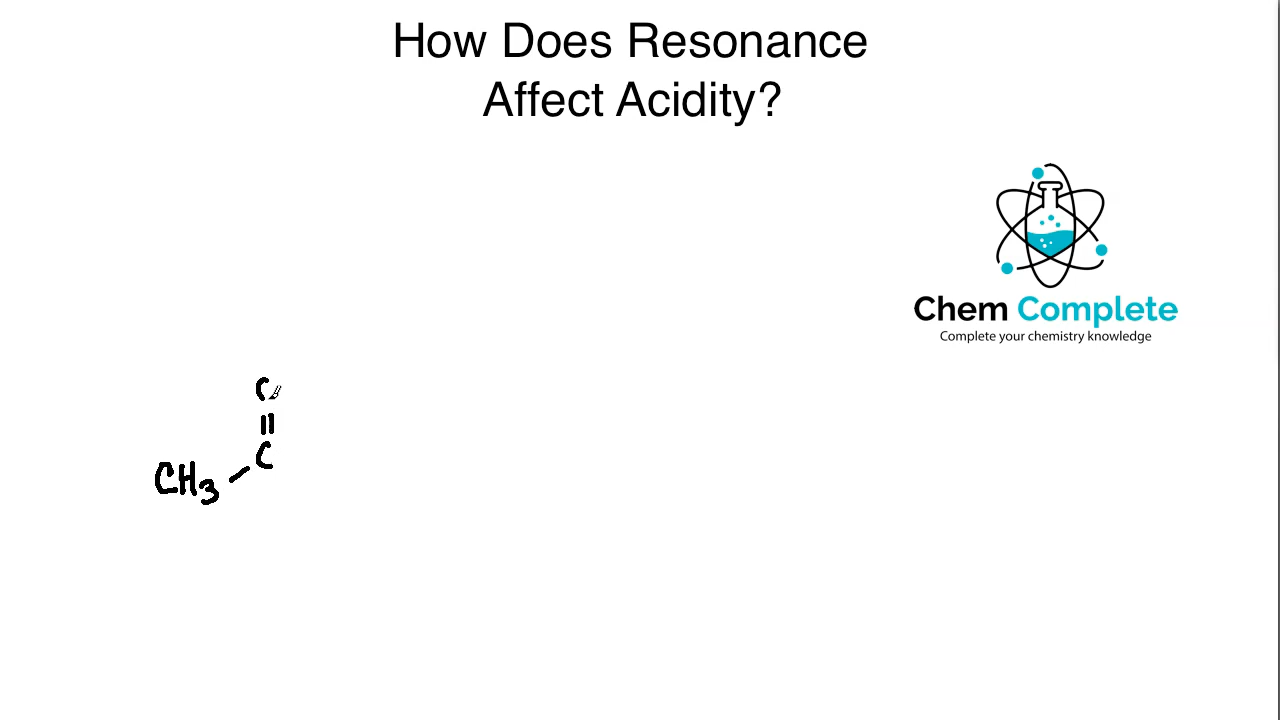 How Does Resonance
Affect Acidity?
Chem Complete
Complete your chemistry knowledge
C
CH3